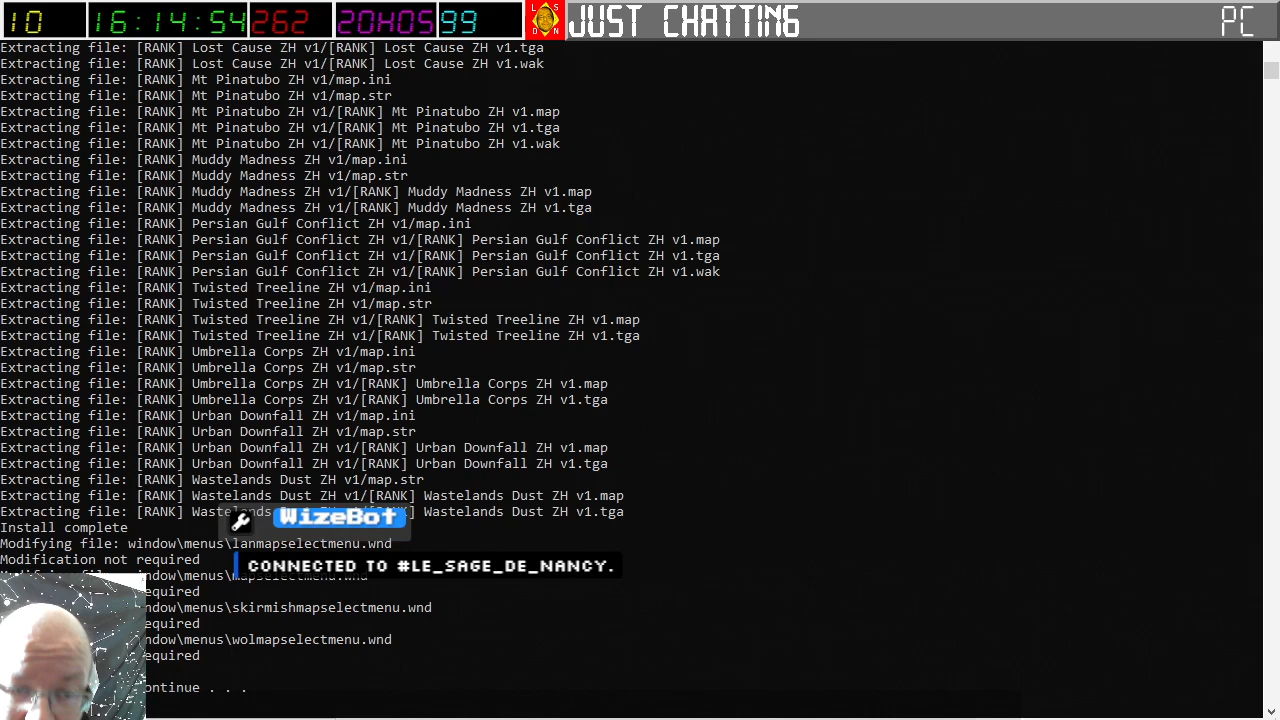 10 16:14:54 262 20H05 99 S DN JUST CHATTING PC
Extracting file: [RANK] Lost Cause ZH v1/[RANK] Lost Cause ZH v1.tga
Extracting file: [RANK] Lost Cause ZH v1/[RANK] Lost Cause ZH v1.wak
Extracting file: [RANK] Mt Pinatubo ZH v1/map.ini
Extracting file: [RANK] Mt Pinatubo ZH v1/map.str
Extracting file: [RANK] Mt Pinatubo ZH v1/[RANK] Mt Pinatubo ZH v1.map
Extracting file: [RANK] Mt Pinatubo ZH v1/[RANK] Mt Pinatubo ZH v1.tga
Extracting file: [RANK] Mt Pinatubo ZH v1/[RANK] Mt Pinatubo ZH v1.wak
Extracting file: [RANK] Muddy Madness ZH v1/map.ini
Extracting file: [RANK] Muddy Madness ZH v1/map.str
Extracting file: [RANK] Muddy Madness ZH v1/[RANK] Muddy Madness ZH v1.map
Extracting file: [RANK] Muddy Madness ZH v1/[RANK] Muddy Madness ZH v1.tga
Extracting file: [RANK] Persian Gulf Conflict ZH v1/map.ini
Extracting file: [RANK] Persian Gulf Conflict ZH v1/[RANK] Persian Gulf Conflict ZH v1.map
Extracting file: [RANK] Persian Gulf Conflict ZH v1/[RANK] Persian Gulf Conflict ZH v1.tga
Extracting file: [RANK] Persian Gulf Conflict ZH v1/[RANK] Persian Gulf Conflict ZH v1.wak
Extracting file: [RANK] Twisted Treeline ZH v1/map.ini
Extracting file: [RANK] Twisted Treeline ZH v1/map.str
Extracting file: [RANK] Twisted Treeline ZH v1/[RANK] Twisted Treeline ZH v1.map
Extracting file: [RANK] Twisted Treeline ZH v1/[RANK] Twisted Treeline ZH v1.tga
Extracting file: [RANK] Umbrella Corps ZH v1/map.ini
Extracting file: [RANK] Umbrella Corps ZH v1/map.str
Extracting file: [RANK] Umbrella Corps ZH v1/[RANK] Umbrella Corps ZH v1.map
Extracting file: [RANK] Umbrella Corps ZH v1/[RANK] Umbrella Corps ZH v1.tga
Extracting file: [RANK] Urban Downfall ZH v1/map.ini
Extracting file: [RANK] Urban Downfall ZH v1/map.str
Extracting file: [RANK] Urban Downfall ZH v1/[RANK] Urban Downfall ZH v1.map
Extracting file: [RANK] Urban Downfall ZH v1/[RANK] Urban Downfall ZH v1.tga
Extracting file: [RANK] Wastelands Dust ZH v1/map.str
Extracting file: [RANK] Wastelands Dust ZH v1/[RANK] Wastelands Dust ZH v1.map
Extracting file: [RANK] Wastelands Dust ZH v1.tga
WizeBot
Install complete
Modifying file: window\menus\lanmapselectmenu.wnd
Modification not required
CONNECTED TO #LE_SAGE_DE_NANCY.
required
ndow\menus\skirmishmapselectmenu.wnd
required
ndow\menus\wolmapselectmenu.wnd
required
ontinue . . .